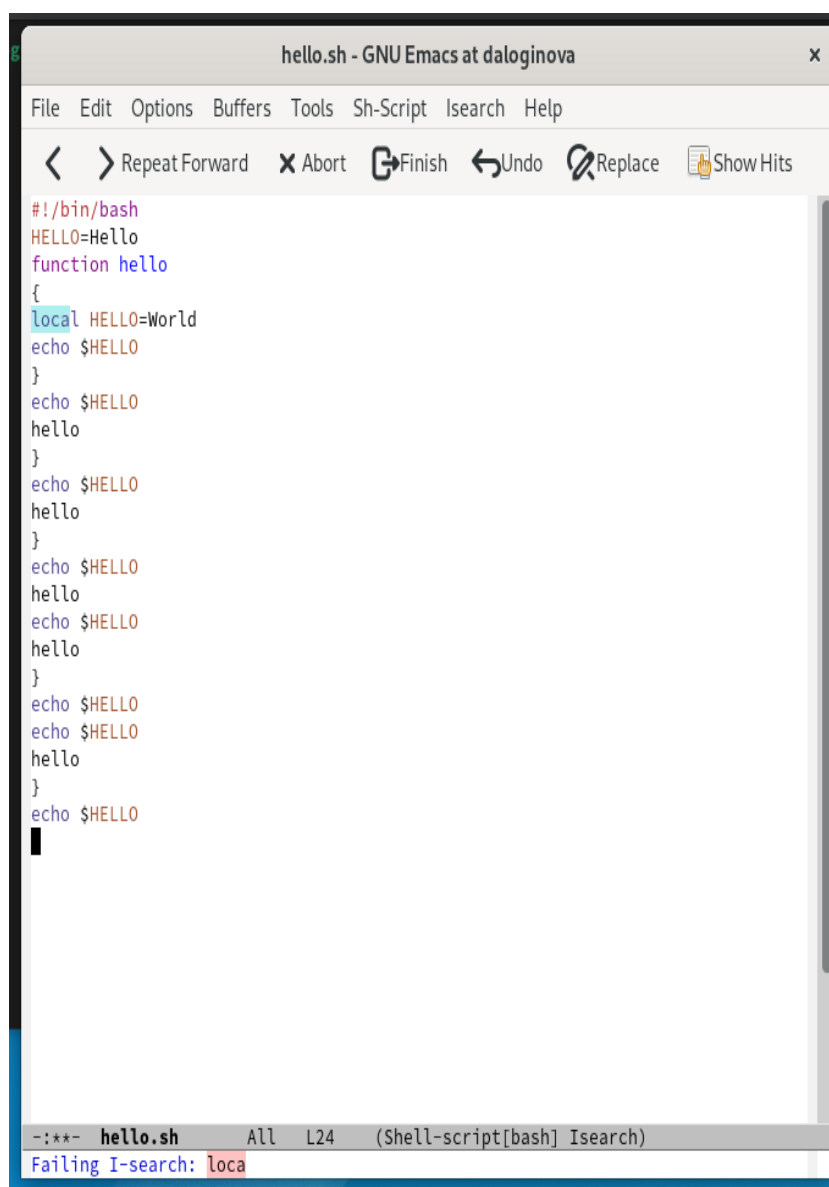 g
hello.sh - GNU Emacs at daloginova ×
File Edit Options Buffers Tools Sh-Script Isearch Help
Repeat Forward Abort Finish Undo Replace Show Hits
#!/bin/bash
HELLO=Hello
function hello
{
local HELLO=World
echo $HELLO
}
echo $HELLO
hello
}
echo $HELLO
hello
}
echo $HELLO
hello
echo $HELLO
hello
}
echo $HELLO
echo $HELLO
hello
}
echo $HELLO
-:**- hello.sh All L24 (Shell-script[bash] Isearch)
Failing I-search: loca